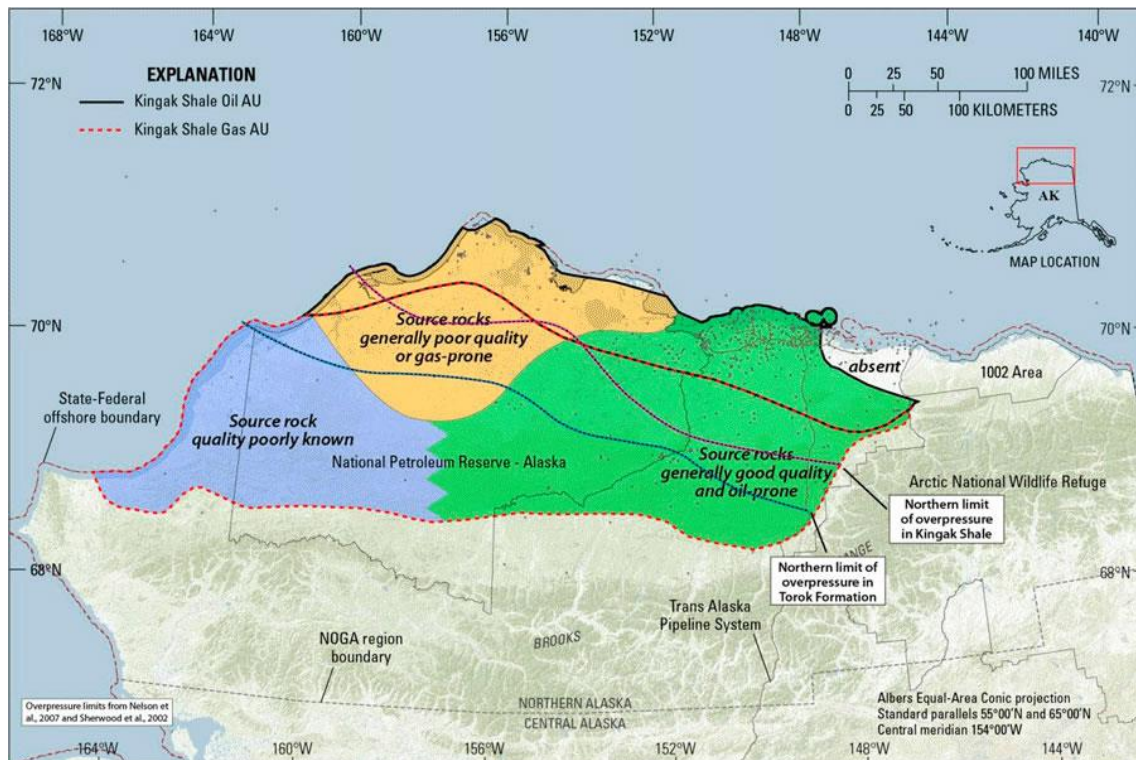 168°W 164°W 160°W 156°W 152°W 148°W 144°W 140°W
72°N
72°N
EXPLANATION
Kingak Shale Oil AU
Kingak Shale Gas AU
0 25 50 100 MILES
0 25 50 100 KILOMETERS
AK
MAP LOCATION
70°N
70°N
Source rocks
generally poor quality
or gas-prone
absent
1002 Area
State-Federal
offshore boundary
Source rock
quality poorly known
National Petroleum Reserve - Alaska
Source rocks
generally good quality
and oil-prone
Arctic National Wildlife Refuge
Northern limit
of overpressure
in Kingak Shale
68°N
68°N
ANGE
Northern limit of
overpressure in
Torok Formation
Trans Alaska
Pipeline System
BROOKS
NOGA region
boundary
Overpressure limits from Nelson et
al., 2007 and Sherwood et al., 2002
NORTHERN ALASKA
CENTRAL ALASKA
Albers Equal-Area Conic projection
Standard parallels 55°00'N and 65°00'N
Central meridian 154°00'W
164°W 160°W 156°W 152°W 148°W 144°W